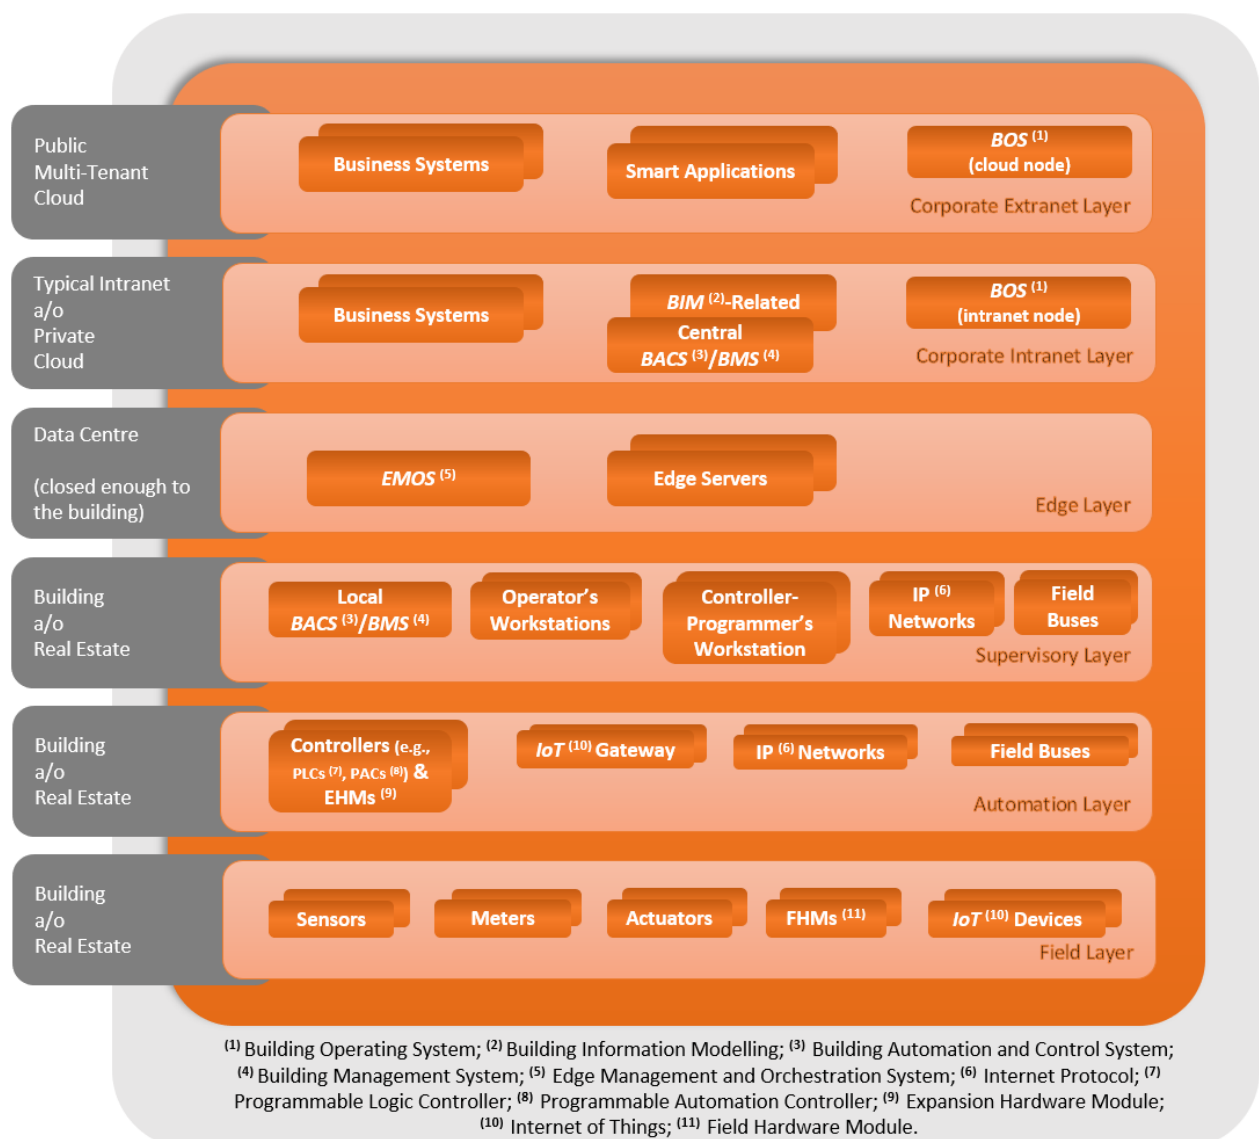 Public
Multi-Tenant
Cloud
Business Systems
Smart Applications
BOS (1)
(cloud node)
Corporate Extranet Layer
Typical Intranet
a/o
Private
Cloud
Business Systems
BIM (2)-Related
Central
BACS (3)/BMS (4)
BOS (1)
(intranet node)
Corporate Intranet Layer
Data Centre
(closed enough to
the building)
EMOS (5)
Edge Servers
Edge Layer
Building
a/o
Real Estate
Local
BACS (3)/BMS (4)
Operator’s
Workstations
Controller-
Programmer’s
Workstation
IP (6)
Networks
Field
Buses
Supervisory Layer
Building
a/o
Real Estate
Controllers (e.g.,
PLCs (7), PACs (8)) &
EHMs (9)
IoT (10) Gateway
IP (6) Networks
Field Buses
Automation Layer
Building
a/o
Real Estate
Sensors
Meters
Actuators
FHMs (11)
IoT (10) Devices
Field Layer
(1) Building Operating System; (2) Building Information Modelling; (3) Building Automation and Control System;
(4) Building Management System; (5) Edge Management and Orchestration System; (6) Internet Protocol; (7)
Programmable Logic Controller; (8) Programmable Automation Controller; (9) Expansion Hardware Module;
(10) Internet of Things; (11) Field Hardware Module.